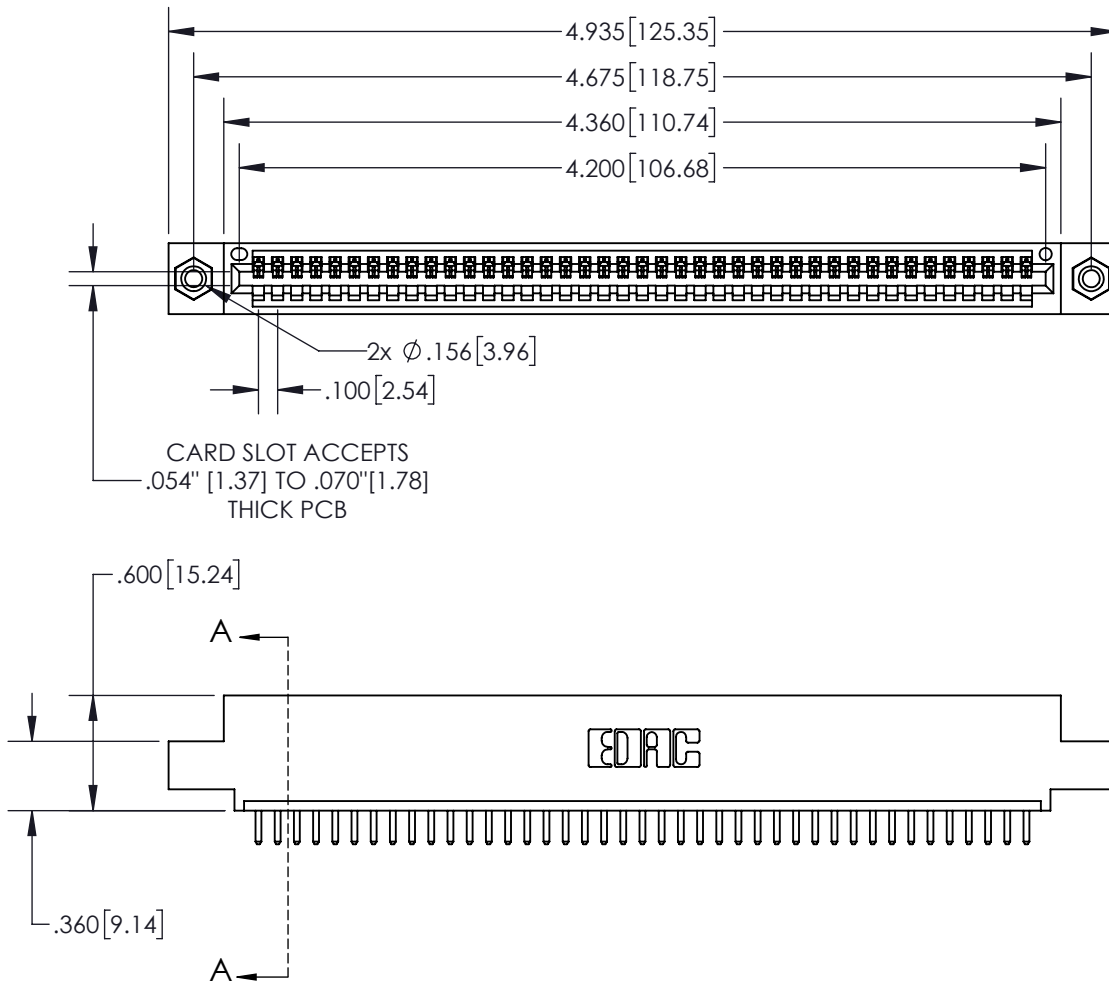 4.935[125.35]
4.675[118.75]
4.360[110.74]
4.200[106.68]
2x Ø.156[3.96]
.100[2.54]
CARD SLOT ACCEPTS
.054" [1.37] TO .070"[1.78]
THICK PCB
.600[15.24]
A
EDAC
.360[9.14]
A